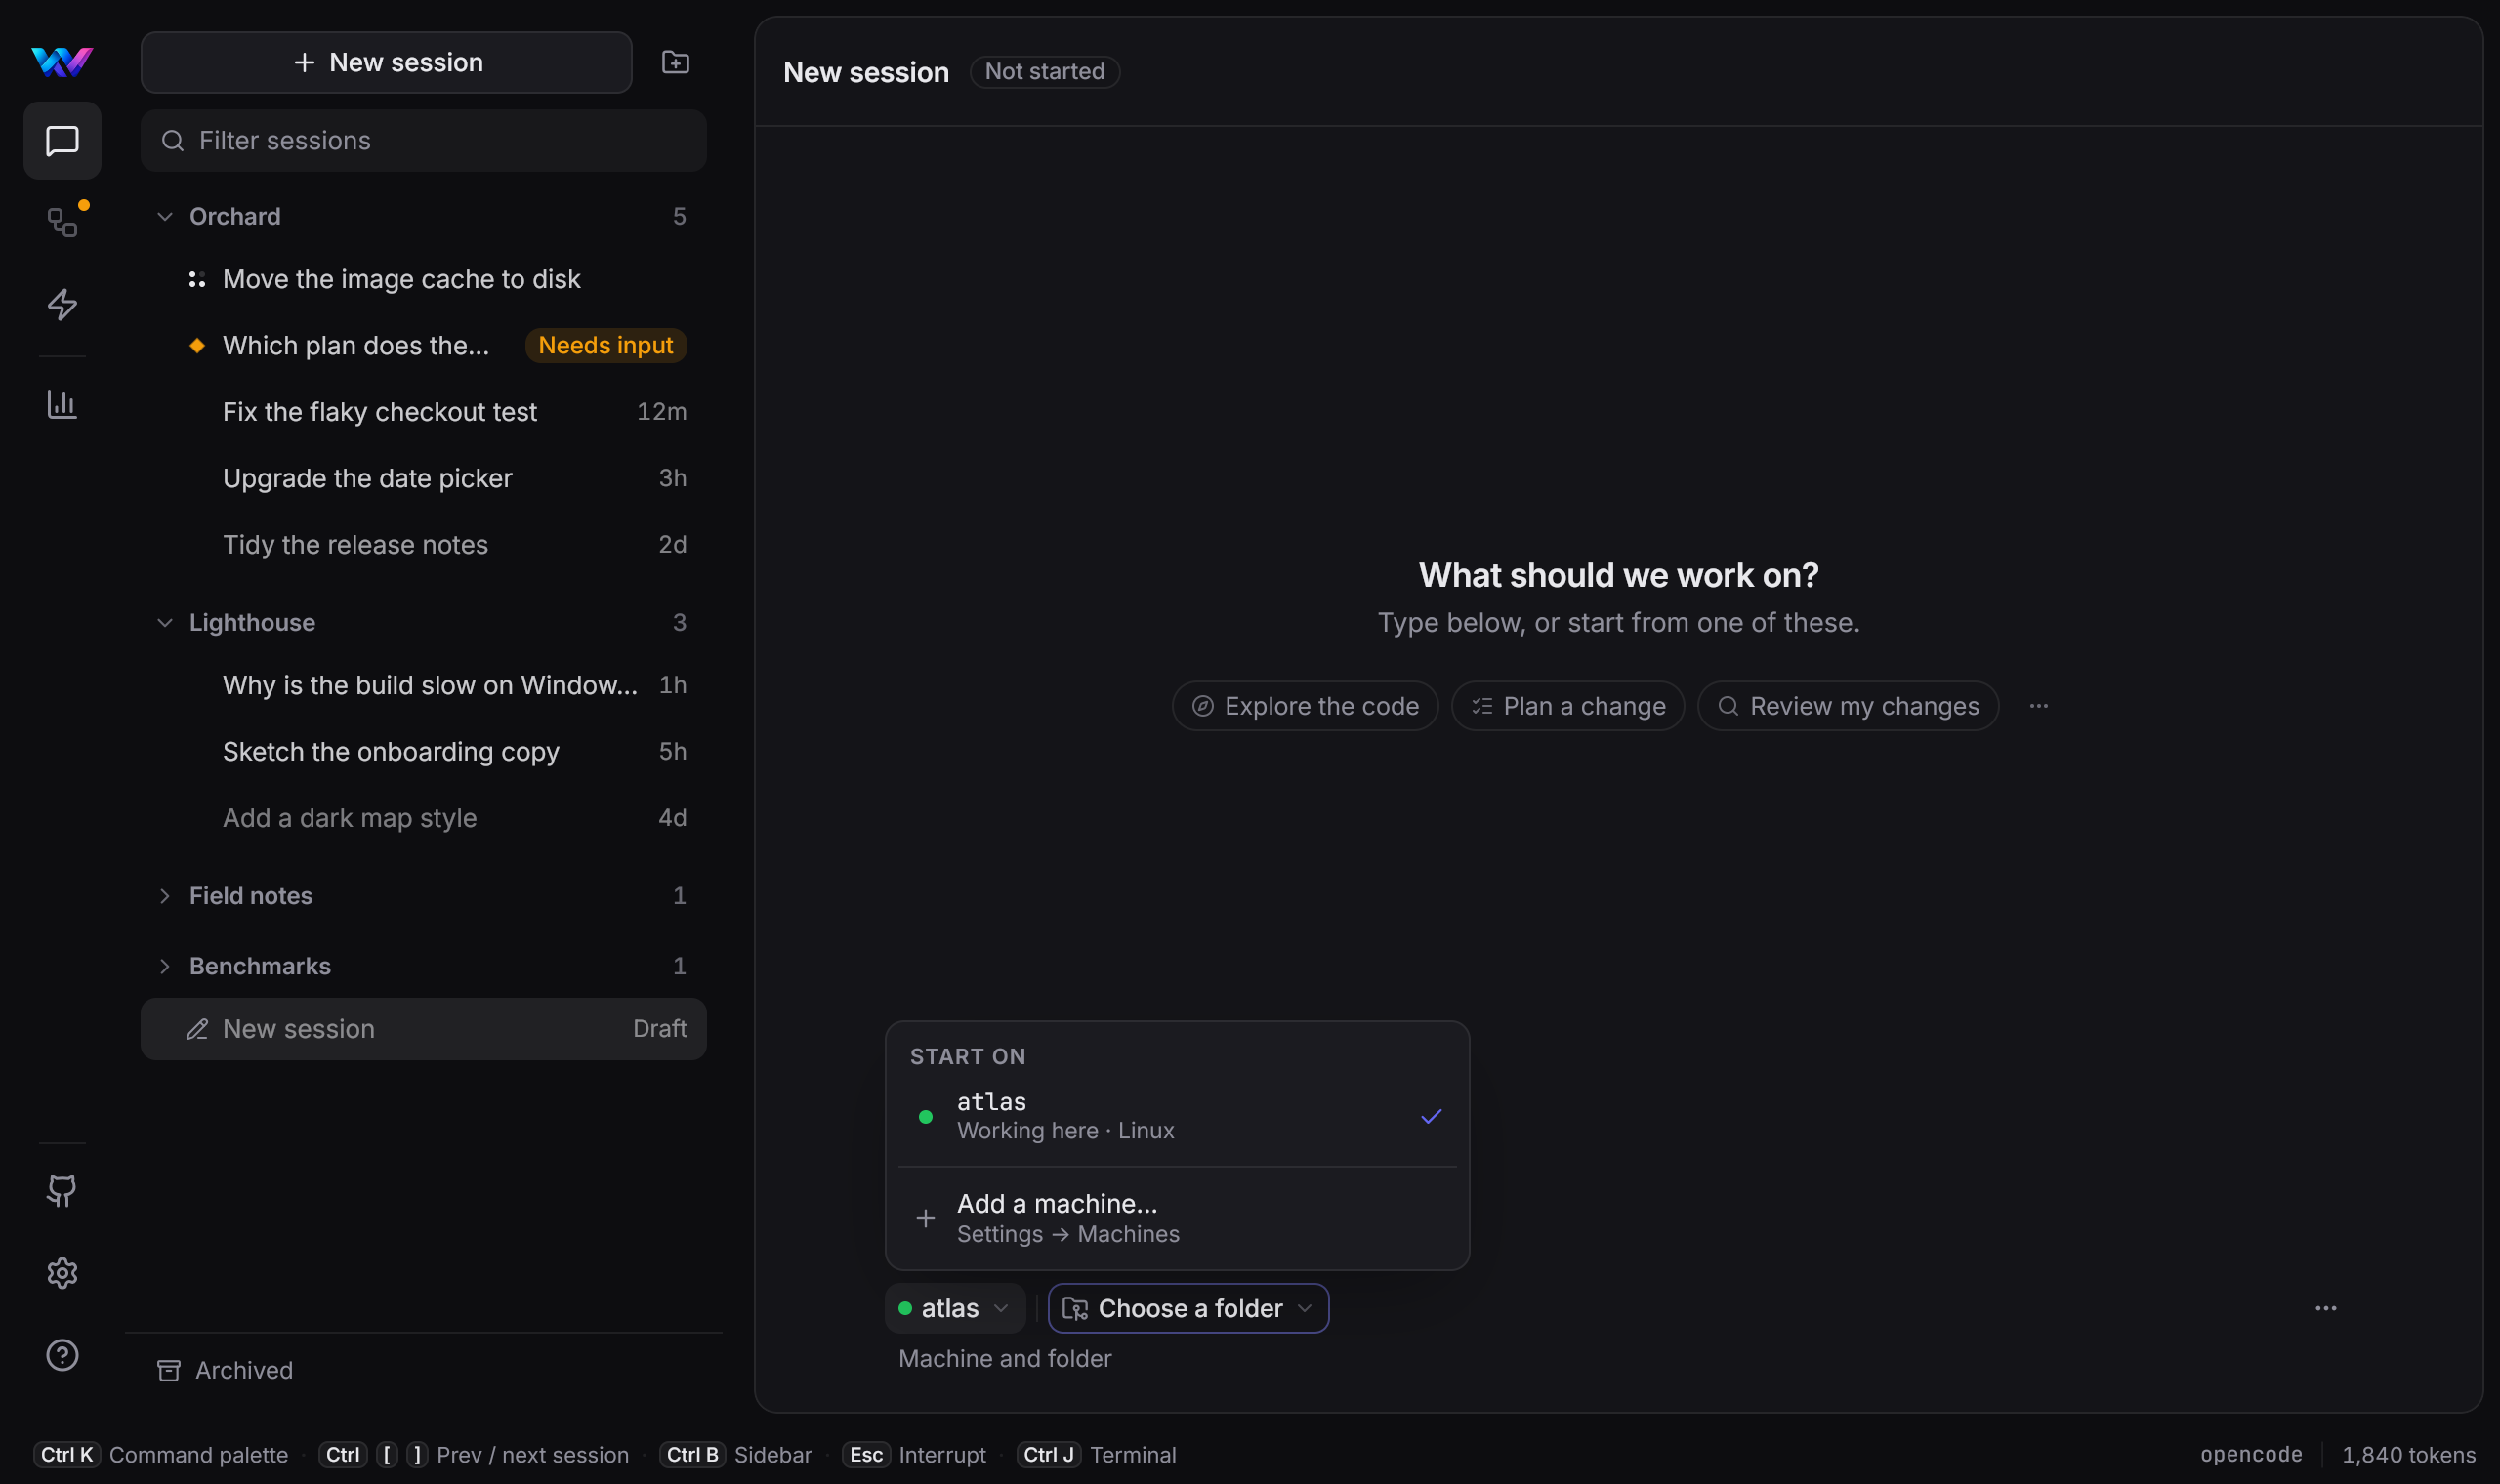 New session
Filter sessions
Orchard 5
Move the image cache to disk
Which plan does the... Needs input
Fix the flaky checkout test 12m
Upgrade the date picker 3h
Tidy the release notes 2d
Lighthouse 3
Why is the build slow on Window... 1h
Sketch the onboarding copy 5h
Add a dark map style 4d
Field notes 1
Benchmarks 1
New session Draft
Archived
New session Not started
What should we work on?
Type below, or start from one of these.
Explore the code Plan a change Review my changes ...
START ON
atlas
Working here · Linux
Add a machine...
Settings → Machines
atlas Choose a folder ...
Machine and folder
Ctrl K Command palette · Ctrl [ ] Prev / next session · Ctrl B Sidebar · Esc Interrupt · Ctrl J Terminal
opencode 1,840 tokens